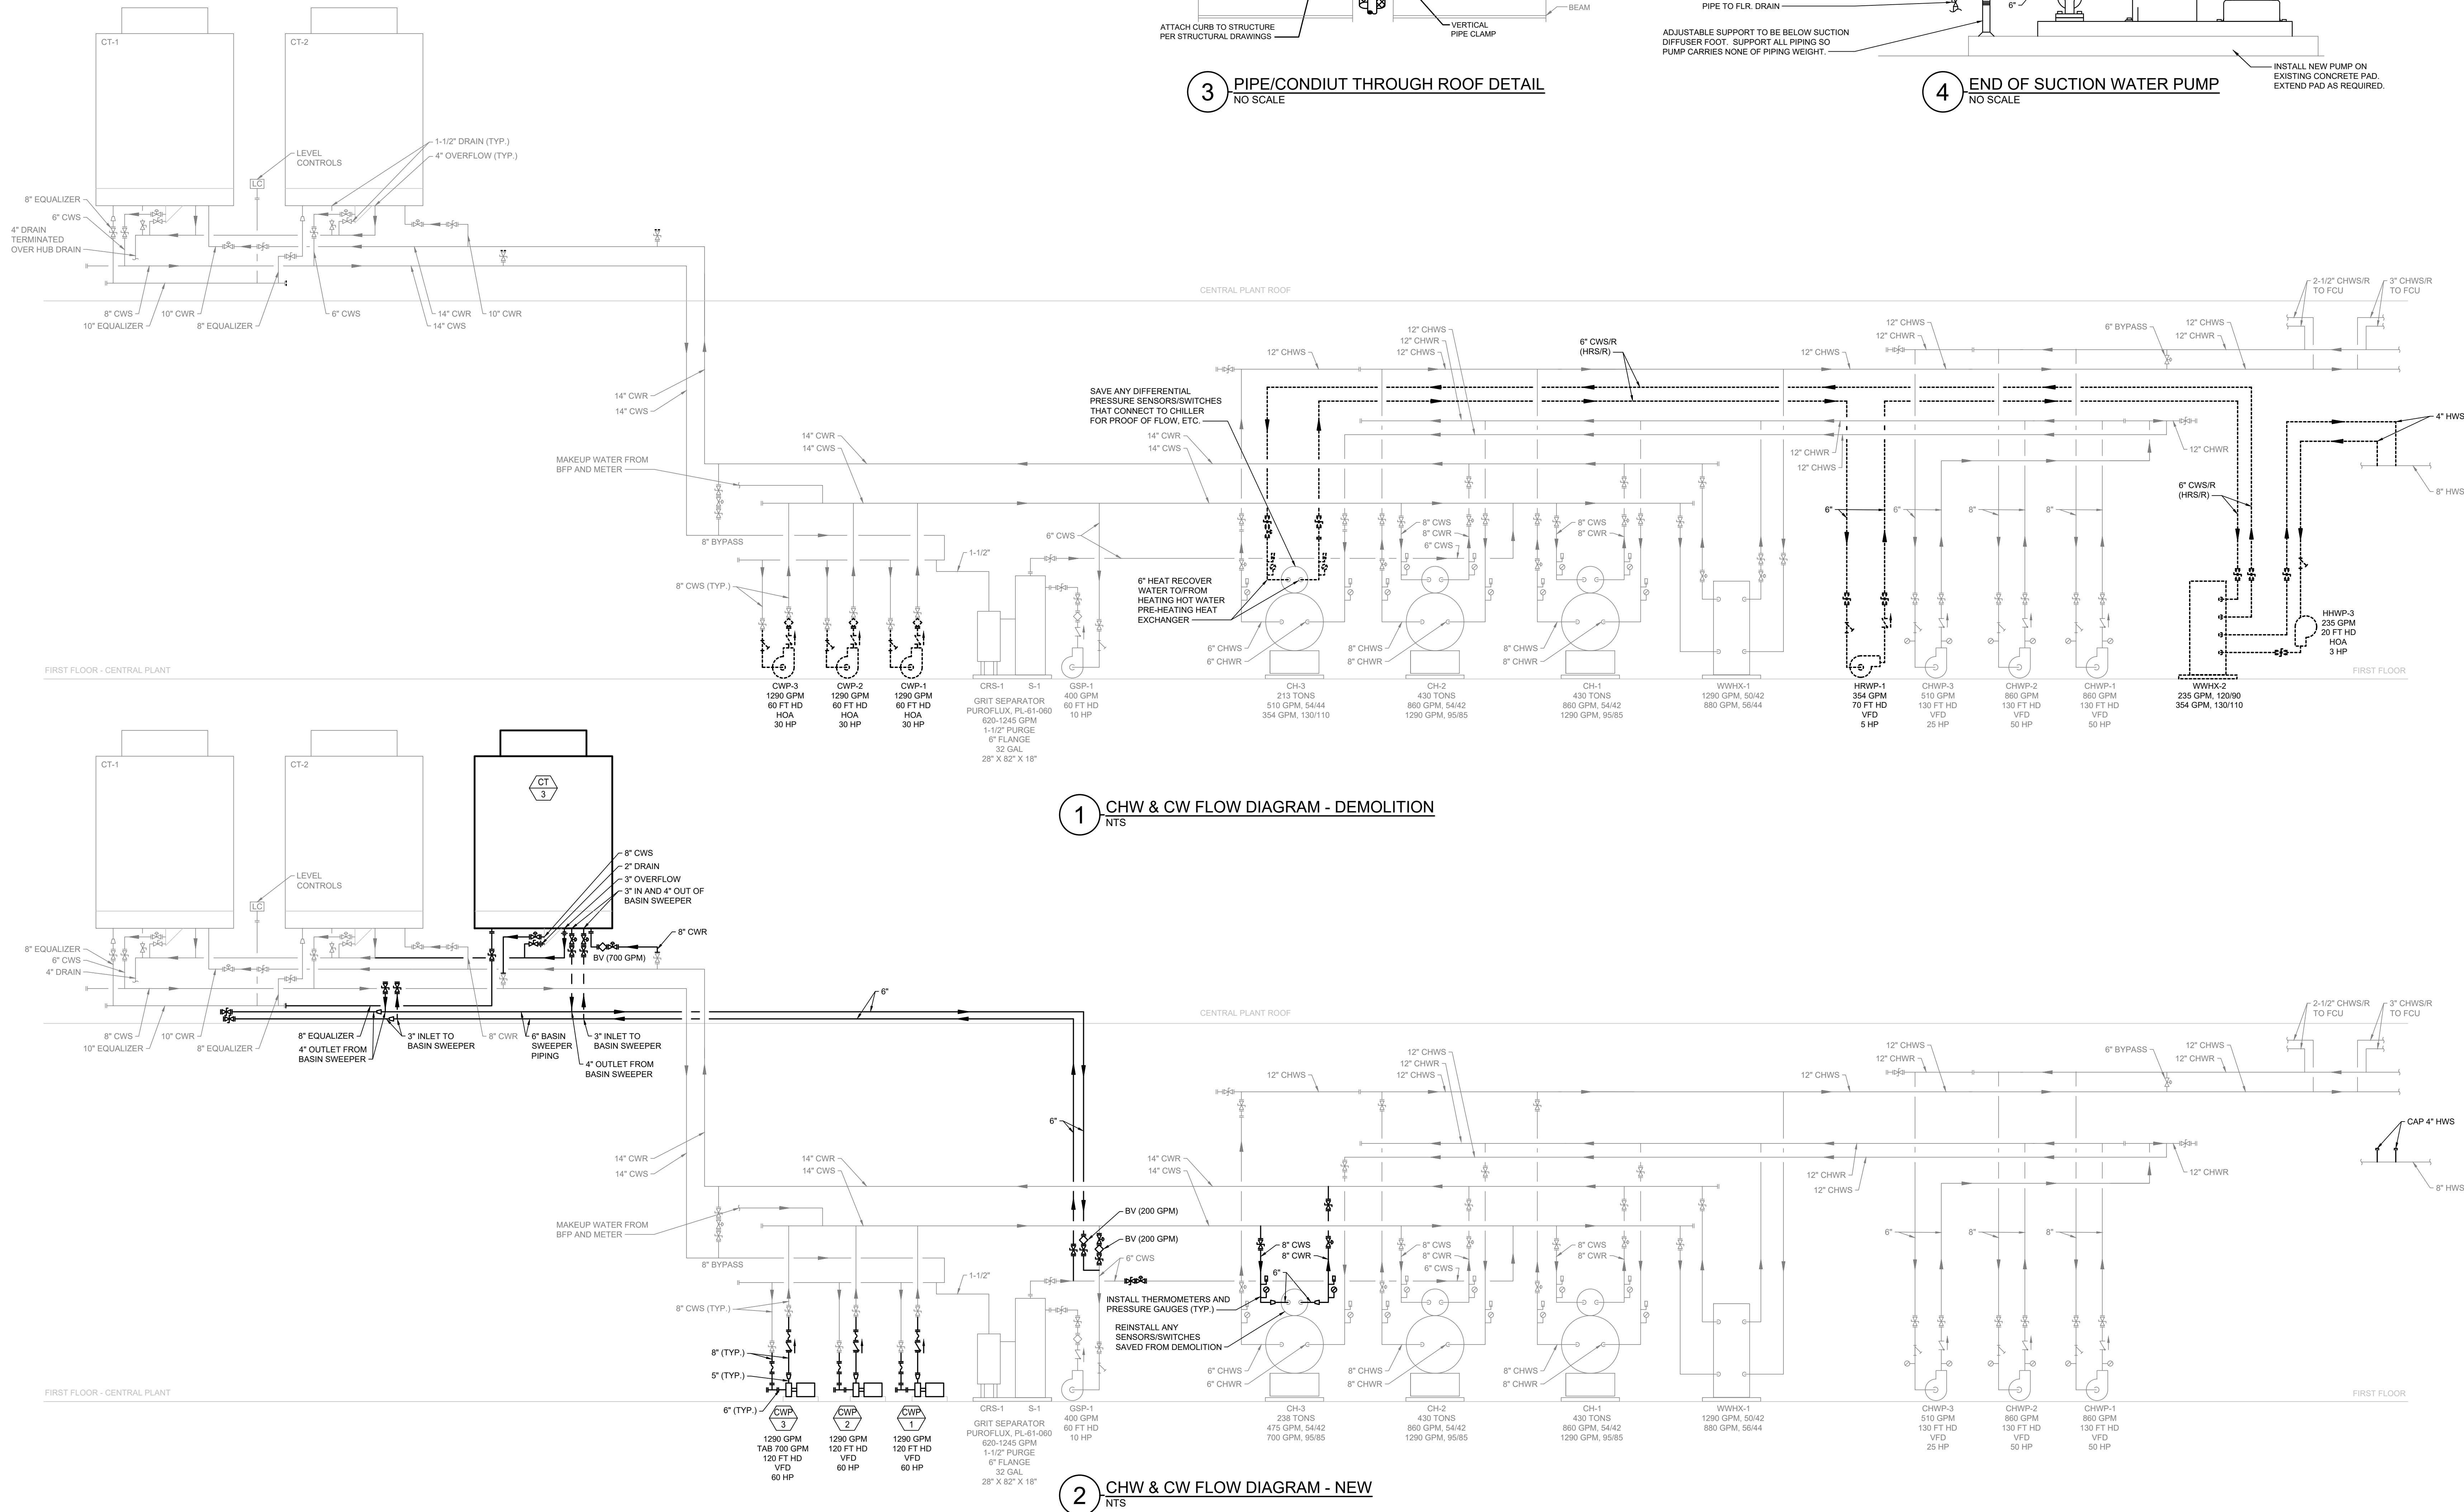 BEAM
ATTACH CURB TO STRUCTURE
PER STRUCTURAL DRAWINGS
VERTICAL
PIPE CLAMP
3
PIPE/CONDIUT THROUGH ROOF DETAIL
NO SCALE
PIPE TO FLR. DRAIN
6"
ADJUSTABLE SUPPORT TO BE BELOW SUCTION
DIFFUSER FOOT. SUPPORT ALL PIPING SO
PUMP CARRIES NONE OF PIPING WEIGHT.
INSTALL NEW PUMP ON
EXISTING CONCRETE PAD.
EXTEND PAD AS REQUIRED.
4
END OF SUCTION WATER PUMP
NO SCALE
CT-1
CT-2
LEVEL
CONTROLS
LC
1-1/2" DRAIN (TYP.)
4" OVERFLOW (TYP.)
8" EQUALIZER
6" CWS
4" DRAIN
TERMINATED
OVER HUB DRAIN
8" CWS
10" EQUALIZER
10" CWR
8" EQUALIZER
6" CWS
14" CWR
14" CWS
10" CWR
CENTRAL PLANT ROOF
2-1/2" CHWS/R
TO FCU
3" CHWS/R
TO FCU
12" CHWS
12" CHWS
12" CHWR
12" CHWS
6" CWS/R
(HRS/R)
12" CHWS
12" CHWS
12" CHWR
6" BYPASS
12" CHWS
12" CHWR
SAVE ANY DIFFERENTIAL
PRESSURE SENSORS/SWITCHES
THAT CONNECT TO CHILLER
FOR PROOF OF FLOW, ETC.
14" CWR
14" CWS
14" CWR
14" CWS
14" CWR
14" CWS
MAKEUP WATER FROM
BFP AND METER
12" CHWR
12" CHWS
12" CHWR
4" HWS
8" HWS
6" CWS/R
(HRS/R)
8" BYPASS
8" CWS (TYP.)
1-1/2"
6" CWS
8" CWS
8" CWR
6" CWS
8" CWS
8" CWR
6"
6"
8"
8"
6" HEAT RECOVER
WATER TO/FROM
HEATING HOT WATER
PRE-HEATING HEAT
EXCHANGER
6" CHWS
6" CHWR
8" CHWS
8" CHWR
8" CHWS
8" CHWR
HHWP-3
235 GPM
20 FT HD
HOA
3 HP
FIRST FLOOR - CENTRAL PLANT
FIRST FLOOR
CWP-3
1290 GPM
60 FT HD
HOA
30 HP
CWP-2
1290 GPM
60 FT HD
HOA
30 HP
CWP-1
1290 GPM
60 FT HD
HOA
30 HP
CRS-1
S-1
GRIT SEPARATOR
PUROFLUX, PL-61-060
620-1245 GPM
1-1/2" PURGE
6" FLANGE
32 GAL
28" X 82" X 18"
GSP-1
400 GPM
60 FT HD
10 HP
CH-3
213 TONS
510 GPM, 54/44
354 GPM, 130/110
CH-2
430 TONS
860 GPM, 54/42
1290 GPM, 95/85
CH-1
430 TONS
860 GPM, 54/42
1290 GPM, 95/85
WWHX-1
1290 GPM, 50/42
880 GPM, 56/44
HRWP-1
354 GPM
70 FT HD
VFD
5 HP
CHWP-3
510 GPM
130 FT HD
VFD
25 HP
CHWP-2
860 GPM
130 FT HD
VFD
50 HP
CHWP-1
860 GPM
130 FT HD
VFD
50 HP
WWHX-2
235 GPM, 120/90
354 GPM, 130/110
1
CHW & CW FLOW DIAGRAM - DEMOLITION
NTS
CT-1
CT-2
CT
3
LEVEL
CONTROLS
LC
8" CWS
2" DRAIN
3" OVERFLOW
3" IN AND 4" OUT OF
BASIN SWEEPER
8" CWR
BV (700 GPM)
8" EQUALIZER
6" CWS
4" DRAIN
6"
8" CWS
10" EQUALIZER
10" CWR
8" EQUALIZER
8" EQUALIZER
4" OUTLET FROM
BASIN SWEEPER
3" INLET TO
BASIN SWEEPER
8" CWR
6" BASIN
SWEEPER
PIPING
3" INLET TO
BASIN SWEEPER
4" OUTLET FROM
BASIN SWEEPER
CENTRAL PLANT ROOF
2-1/2" CHWS/R
TO FCU
3" CHWS/R
TO FCU
12" CHWS
12" CHWS
12" CHWR
12" CHWS
12" CHWS
12" CHWS
12" CHWR
6" BYPASS
12" CHWS
12" CHWR
6"
CAP 4" HWS
8" HWS
14" CWR
14" CWS
14" CWR
14" CWS
14" CWR
14" CWS
12" CHWR
12" CHWS
12" CHWR
MAKEUP WATER FROM
BFP AND METER
BV (200 GPM)
BV (200 GPM)
6" CWS
8" BYPASS
8" CWS (TYP.)
1-1/2"
8" CWS
8" CWR
6"
8" CWS
8" CWR
6" CWS
8" CWS
8" CWR
6"
8"
8"
INSTALL THERMOMETERS AND
PRESSURE GAUGES (TYP.)
REINSTALL ANY
SENSORS/SWITCHES
SAVED FROM DEMOLITION
8" (TYP.)
5" (TYP.)
6" (TYP.)
6" CHWS
6" CHWR
8" CHWS
8" CHWR
8" CHWS
8" CHWR
FIRST FLOOR - CENTRAL PLANT
FIRST FLOOR
CWP
3
1290 GPM
TAB 700 GPM
120 FT HD
VFD
60 HP
CWP
2
1290 GPM
120 FT HD
VFD
60 HP
CWP
1
1290 GPM
120 FT HD
VFD
60 HP
CRS-1
S-1
GRIT SEPARATOR
PUROFLUX, PL-61-060
620-1245 GPM
1-1/2" PURGE
6" FLANGE
32 GAL
28" X 82" X 18"
GSP-1
400 GPM
60 FT HD
10 HP
CH-3
238 TONS
475 GPM, 54/42
700 GPM, 95/85
CH-2
430 TONS
860 GPM, 54/42
1290 GPM, 95/85
CH-1
430 TONS
860 GPM, 54/42
1290 GPM, 95/85
WWHX-1
1290 GPM, 50/42
880 GPM, 56/44
CHWP-3
510 GPM
130 FT HD
VFD
25 HP
CHWP-2
860 GPM
130 FT HD
VFD
50 HP
CHWP-1
860 GPM
130 FT HD
VFD
50 HP
2
CHW & CW FLOW DIAGRAM - NEW
NTS